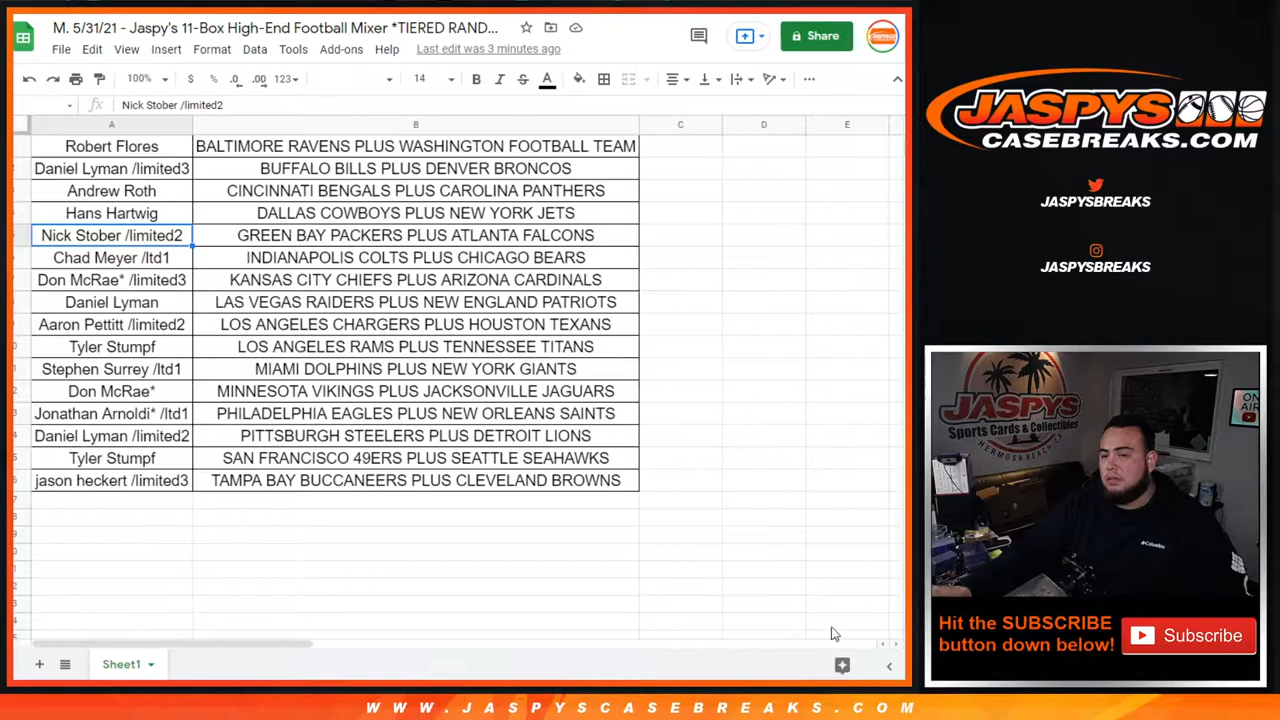 M. 5/31/21 - Jaspy's 11-Box High-End Football Mixer *TIERED RAND...
File Edit View Insert Format Data Tools Add-ons Help Last edit was 3 minutes ago
Share
100% $ % .0 .00 123 14 B I S A
fx Nick Stober /limited2
A B C D E
Robert Flores BALTIMORE RAVENS PLUS WASHINGTON FOOTBALL TEAM
Daniel Lyman /limited3 BUFFALO BILLS PLUS DENVER BRONCOS
Andrew Roth CINCINNATI BENGALS PLUS CAROLINA PANTHERS
Hans Hartwig DALLAS COWBOYS PLUS NEW YORK JETS
Nick Stober /limited2 GREEN BAY PACKERS PLUS ATLANTA FALCONS
Chad Meyer /ltd1 INDIANAPOLIS COLTS PLUS CHICAGO BEARS
Don McRae* /limited3 KANSAS CITY CHIEFS PLUS ARIZONA CARDINALS
Daniel Lyman LAS VEGAS RAIDERS PLUS NEW ENGLAND PATRIOTS
Aaron Pettitt /limited2 LOS ANGELES CHARGERS PLUS HOUSTON TEXANS
Tyler Stumpf LOS ANGELES RAMS PLUS TENNESSEE TITANS
Stephen Surrey /ltd1 MIAMI DOLPHINS PLUS NEW YORK GIANTS
Don McRae* MINNESOTA VIKINGS PLUS JACKSONVILLE JAGUARS
Jonathan Arnoldi* /ltd1 PHILADELPHIA EAGLES PLUS NEW ORLEANS SAINTS
Daniel Lyman /limited2 PITTSBURGH STEELERS PLUS DETROIT LIONS
Tyler Stumpf SAN FRANCISCO 49ERS PLUS SEATTLE SEAHAWKS
jason heckert /limited3 TAMPA BAY BUCCANEERS PLUS CLEVELAND BROWNS
Sheet1
JASPYS
CASEBREAKS.COM
JASPYSBREAKS
JASPYSBREAKS
JASPYS
Sports Cards & Collectibles
HERMOSA BEACH, CA
ON
AIR
Columbia
Hit the SUBSCRIBE
button down below!
Subscribe
WWW.JASPYSCASEBREAKS.COM